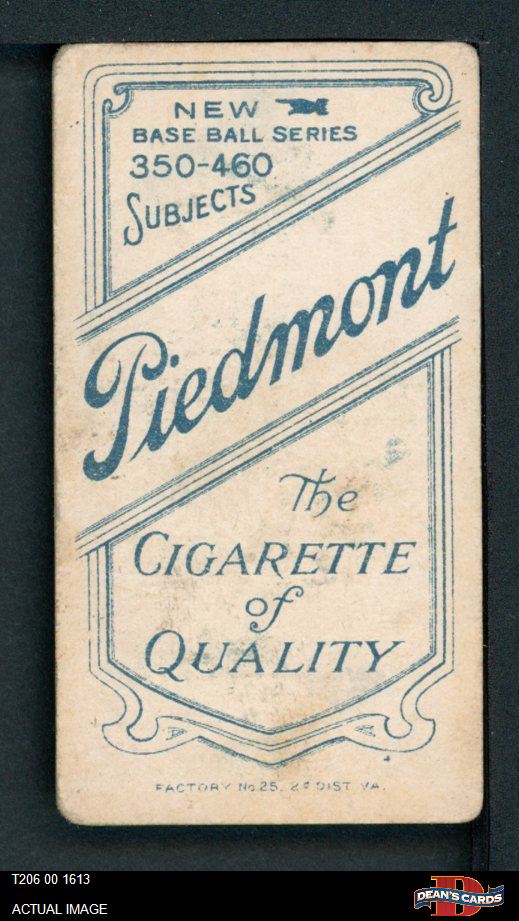 NEW
BASE BALL SERIES
350-460
SUBJECTS
Piedmont
The
CIGARETTE
of
QUALITY
FACTORY No 25. 2D DIST VA.
T206 00 1613
ACTUAL IMAGE
DEAN'S CARDS